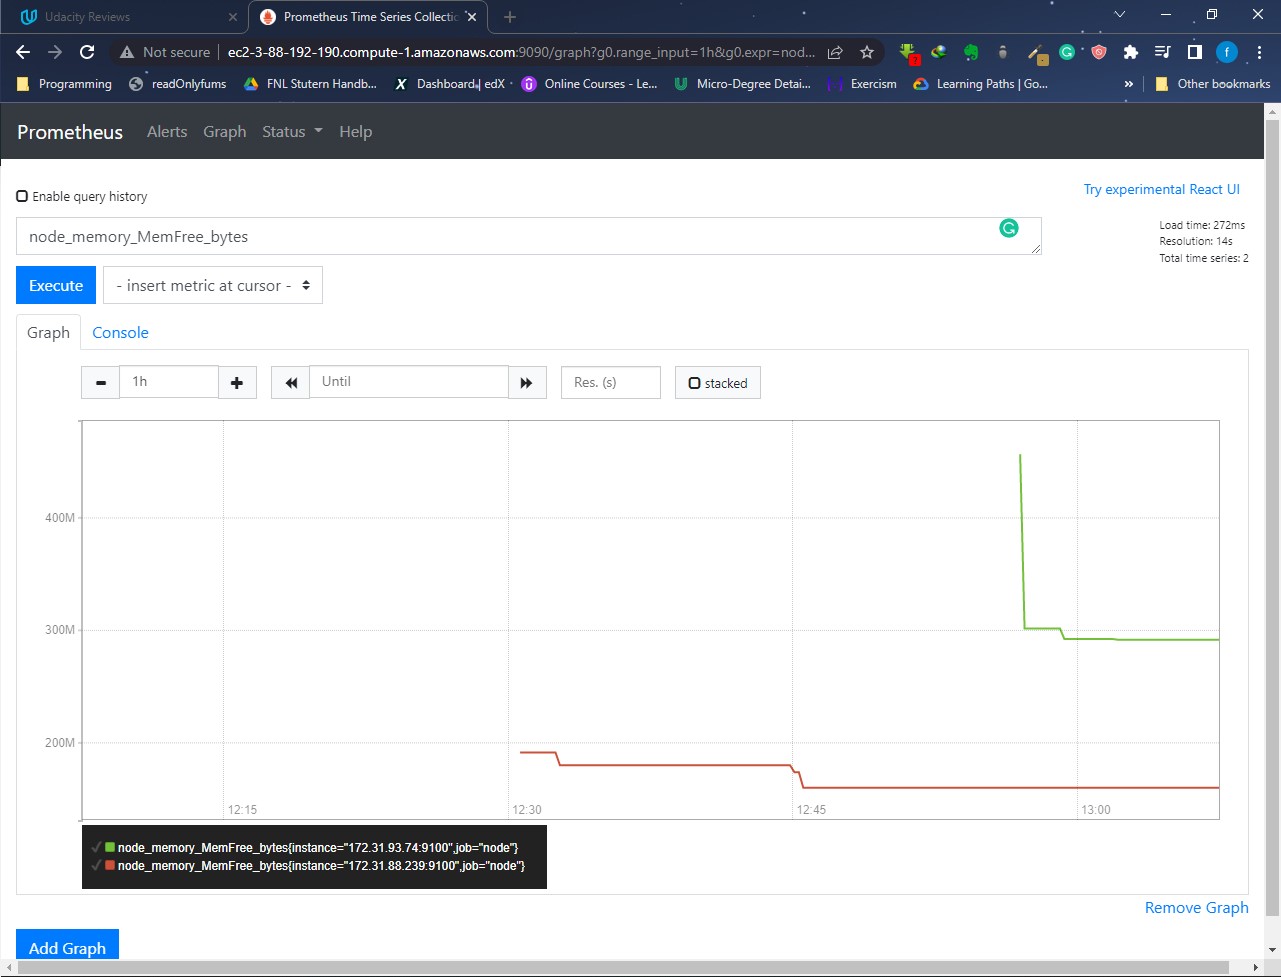 Udacity Reviews
Prometheus Time Series Collectio
Not secure
ec2-3-88-192-190.compute-1.amazonaws.com:9090/graph?g0.range_input=1h&g0.expr=nod...
Programming
readOnlyfums
FNL Stutern Handb...
Dashboard | edX
Online Courses - Le...
Micro-Degree Detai...
Exercism
Learning Paths | Go...
»
Other bookmarks
Prometheus
Alerts
Graph
Status
Help
Enable query history
Try experimental React UI
node_memory_MemFree_bytes
Load time: 272ms
Resolution: 14s
Total time series: 2
Execute
- insert metric at cursor -
Graph
Console
1h
Until
Res. (s)
stacked
400M
300M
200M
12:15
12:30
12:45
13:00
node_memory_MemFree_bytes{instance="172.31.93.74:9100",job="node"}
node_memory_MemFree_bytes{instance="172.31.88.239:9100",job="node"}
Remove Graph
Add Graph